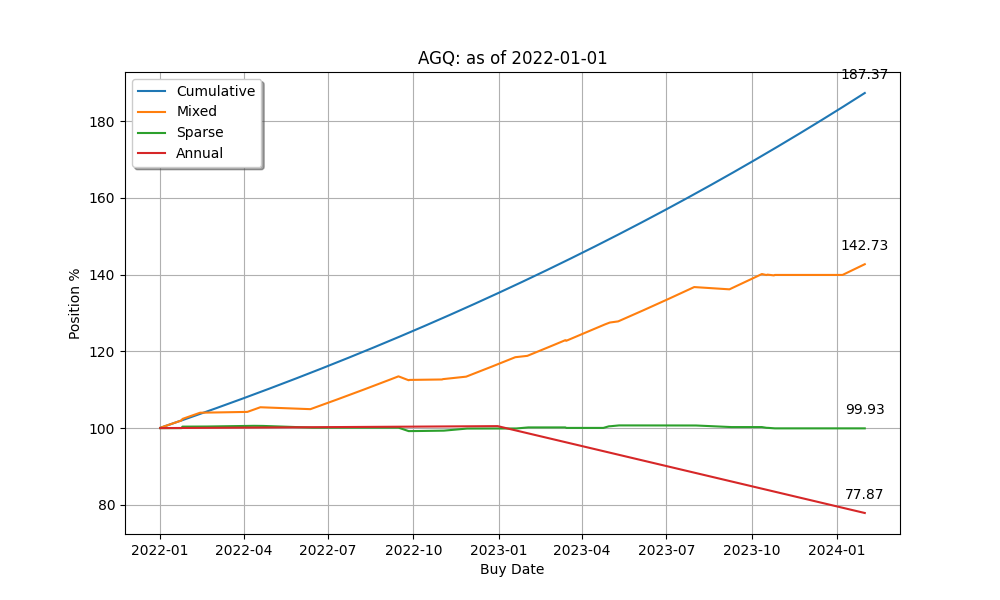 AGQ: as of 2022-01-01
187.37
Cumulative
Mixed
Sparse
Annual
180
160
142.73
140
120
99.93
100
77.87
80
Position %
2022-01 2022-04 2022-07 2022-10 2023-01 2023-04 2023-07 2023-10 2024-01
Buy Date